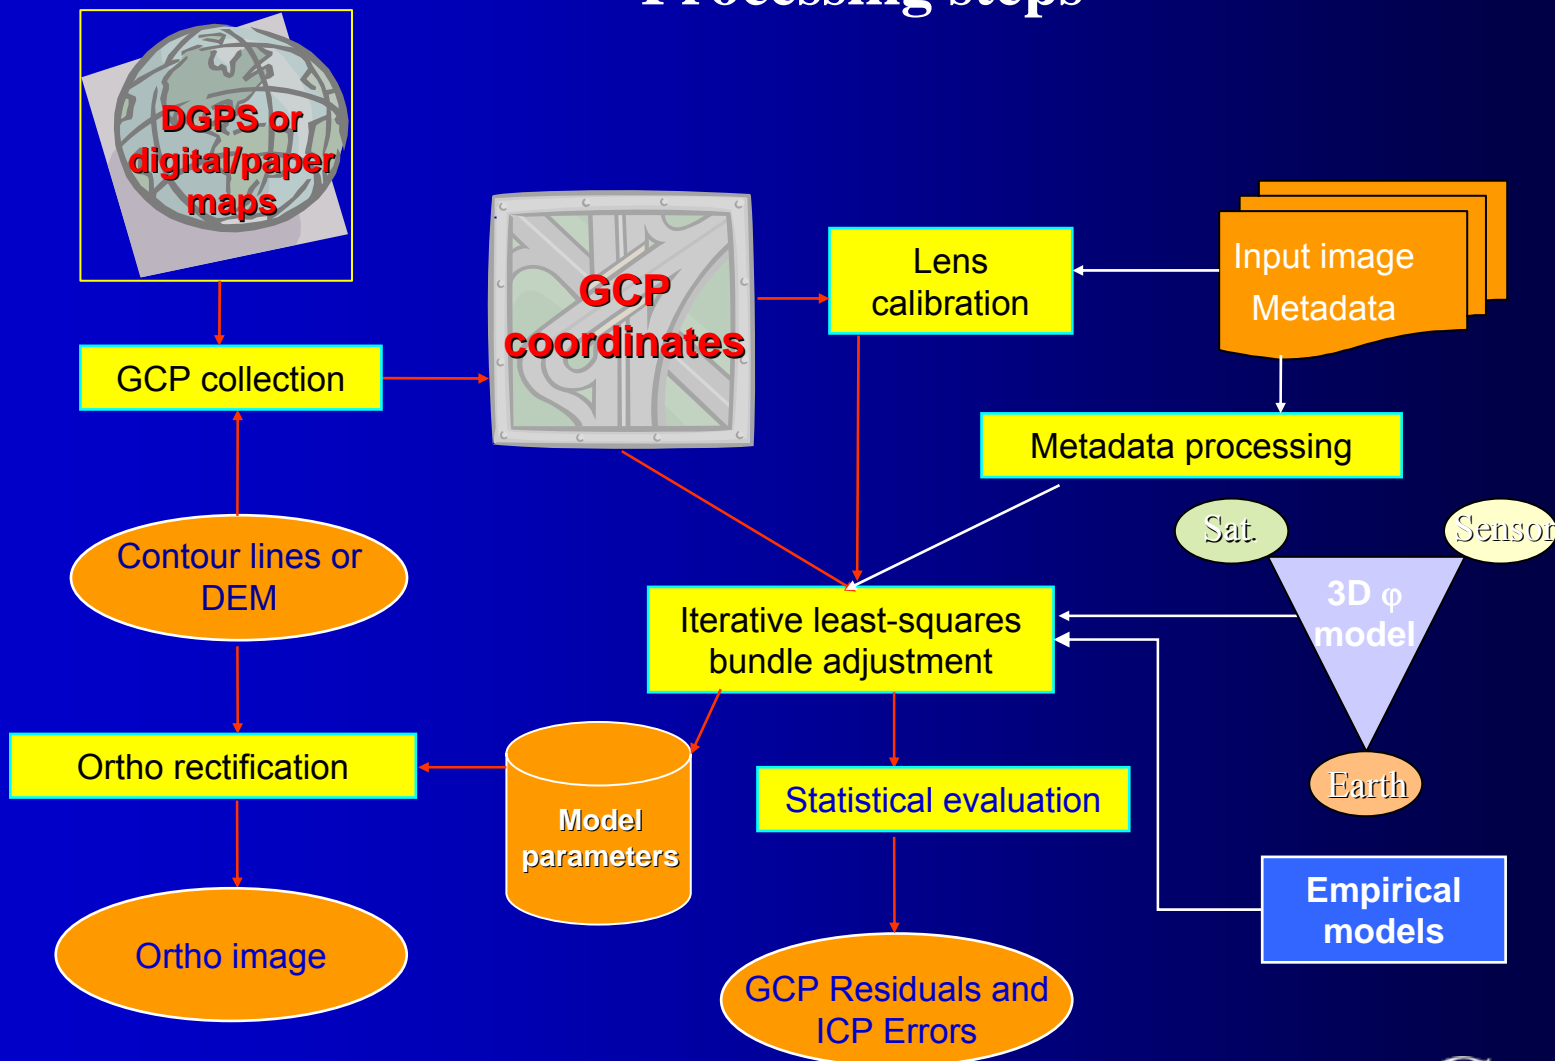 Processing steps
DGPS or
digital/paper
maps
GCP
coordinates
Lens
calibration
Input image
Metadata
GCP collection
Metadata processing
Sat.
Sensor
3D φ
model
Earth
Contour lines or
DEM
Iterative least-squares
bundle adjustment
Ortho rectification
Model
parameters
Statistical evaluation
Empirical
models
Ortho image
GCP Residuals and
ICP Errors